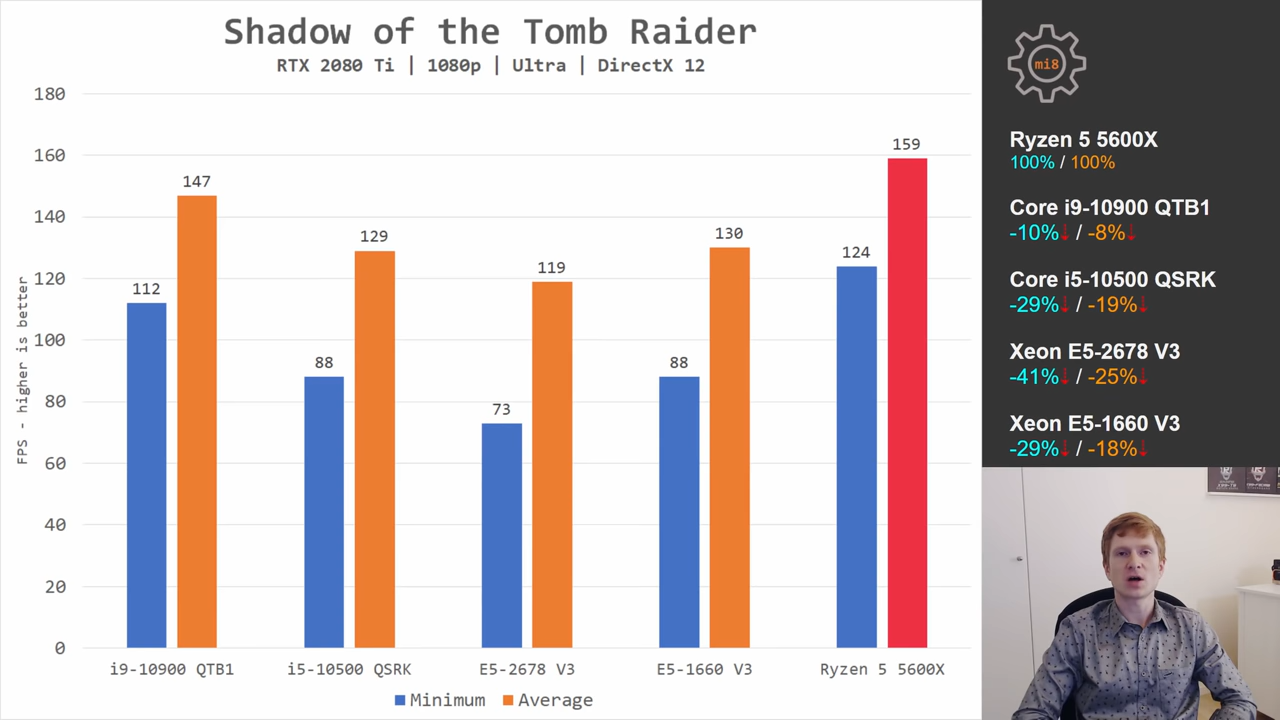 Shadow of the Tomb Raider
RTX 2080 Ti | 1080p | Ultra | DirectX 12
FPS - higher is better
180
160
140
120
100
80
60
40
20
0
112
147
88
129
73
119
88
130
124
159
i9-10900 QTB1
i5-10500 QSRK
E5-2678 V3
E5-1660 V3
Ryzen 5 5600X
Minimum
Average
mi8
Ryzen 5 5600X
100% / 100%
Core i9-10900 QTB1
-10%↓ / -8%↓
Core i5-10500 QSRK
-29%↓ / -19%↓
Xeon E5-2678 V3
-41%↓ / -25%↓
Xeon E5-1660 V3
-29%↓ / -18%↓